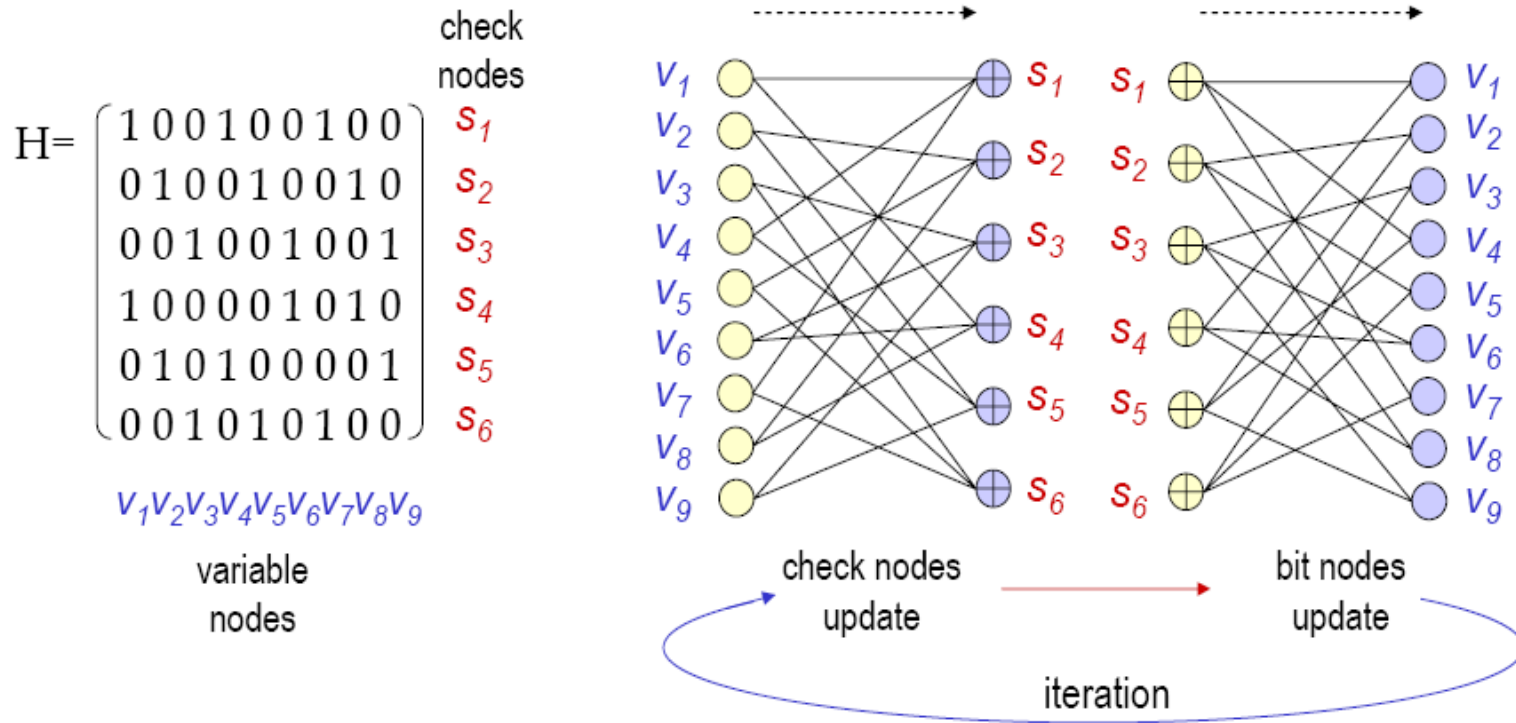 check
nodes
H=
1 0 0 1 0 0 1 0 0 s1
0 1 0 0 1 0 0 1 0 s2
0 0 1 0 0 1 0 0 1 s3
1 0 0 0 0 1 0 1 0 s4
0 1 0 1 0 0 0 0 1 s5
0 0 1 0 1 0 1 0 0 s6
v1v2v3v4v5v6v7v8v9
variable
nodes
v1
v2
v3
v4
v5
v6
v7
v8
v9
s1
s2
s3
s4
s5
s6
check nodes
update
s1
s2
s3
s4
s5
s6
v1
v2
v3
v4
v5
v6
v7
v8
v9
bit nodes
update
iteration